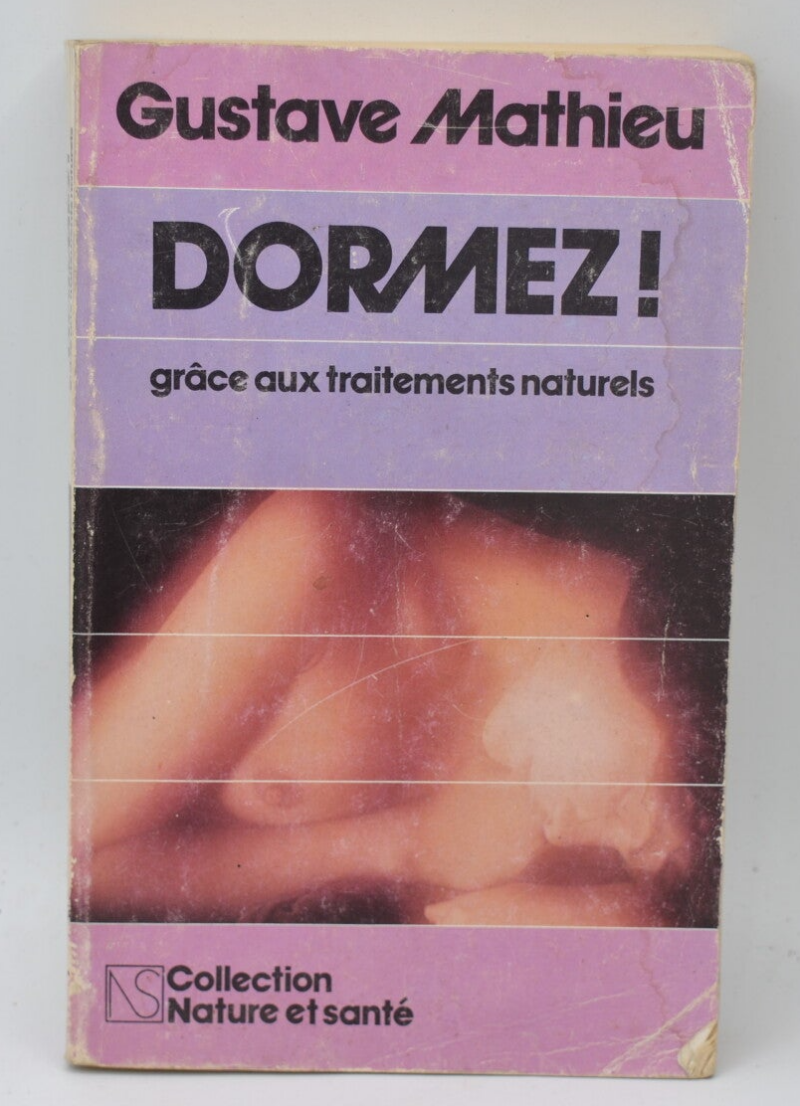 Gustave Mathieu
DORMEZ!
grâce aux traitements naturels
NS Collection
Nature et santé